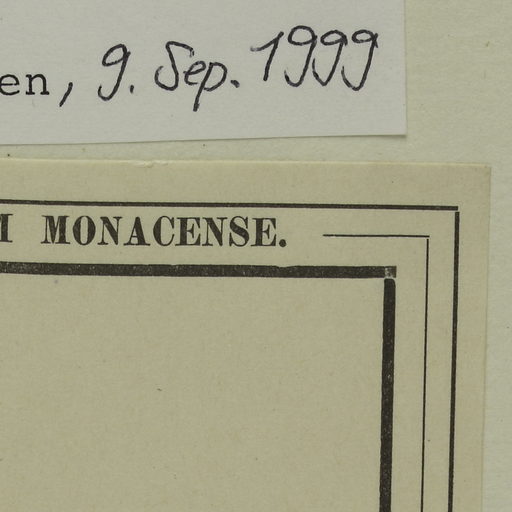 en, 9. Sep. 1999
M MONACENSE.